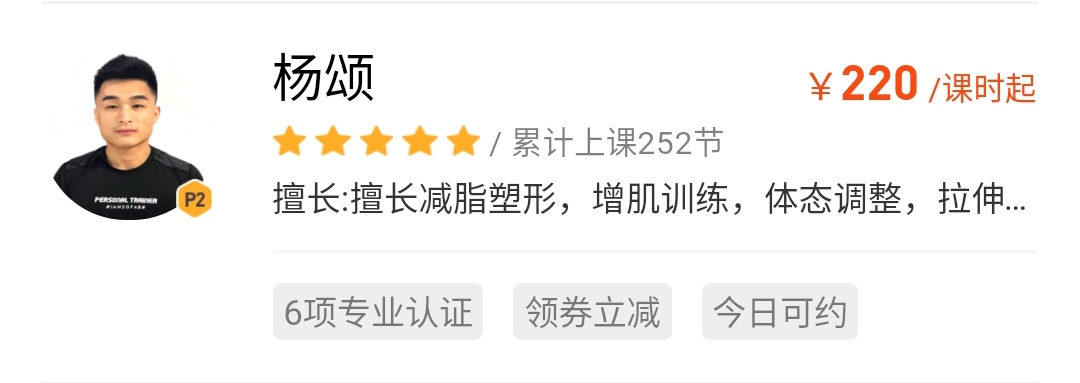 杨颂
￥220 /课时起
/ 累计上课252节
擅长:擅长减脂塑形，增肌训练，体态调整，拉伸...
PERSONAL TRAINER
P2
6项专业认证
领券立减
今日可约